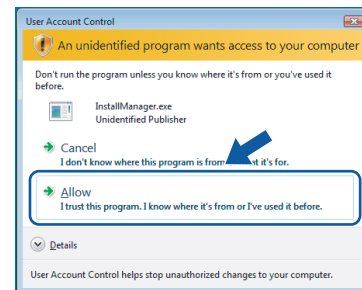 User Account Control
An unidentified program wants access to your computer
Don't run the program unless you know where it's from or you've used it
before.
InstallManager.exe
Unidentified Publisher
Cancel
I don't know where this program is from it's for.
Allow
I trust this program. I know where it's from or I've used it before.
Details
User Account Control helps stop unauthorized changes to your computer.